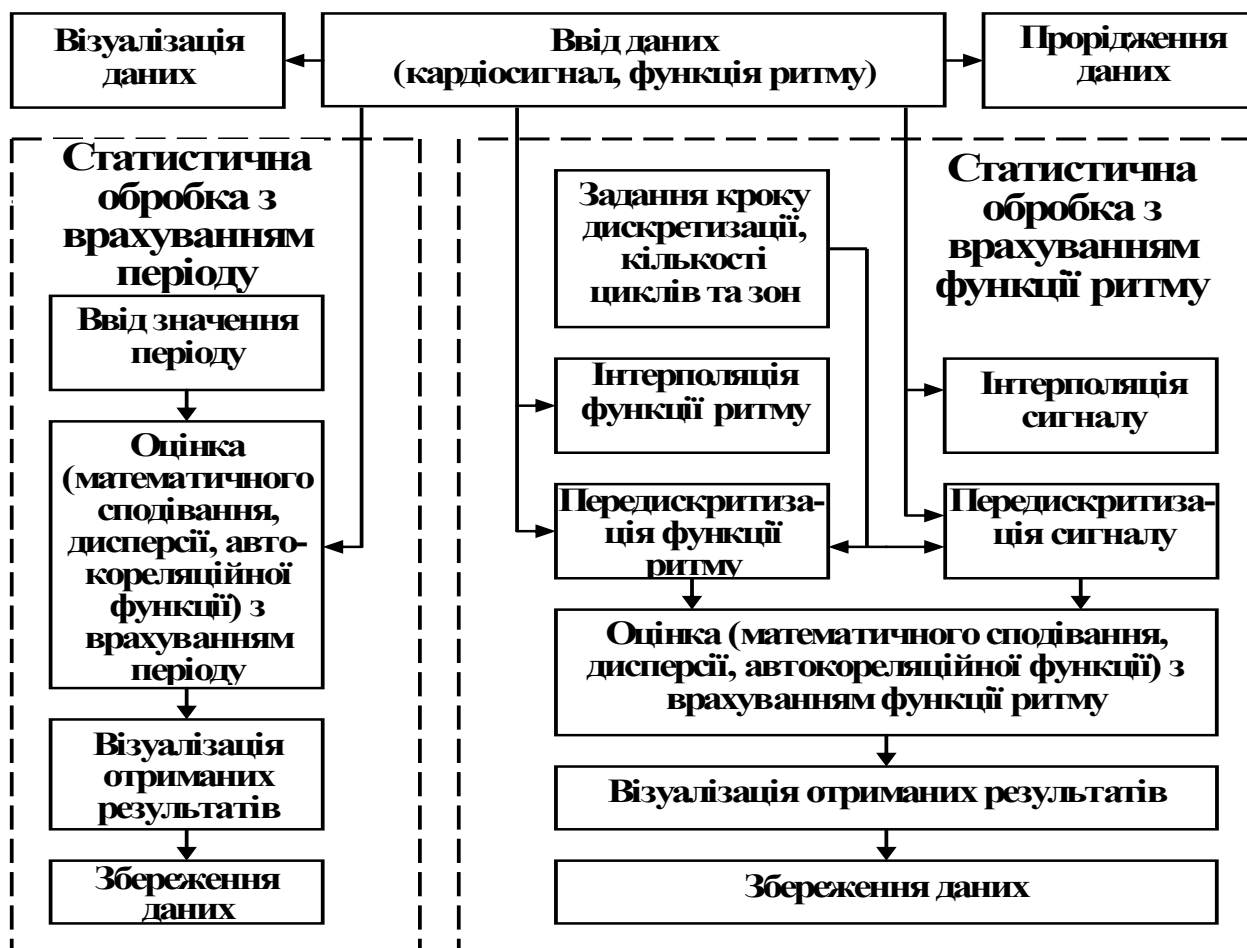 Візуалізація
даних
Ввід даних
(кардіосигнал, функція ритму)
Прорідження
даних
Статистична
обробка з
врахуванням
періоду
Ввід значення
періоду
Оцінка
(математичного
сподівання,
дисперсії, авто-
кореляційної
функції) з
врахуванням
періоду
Візуалізація
отриманих
результатів
Збереження
даних
Задання кроку
дискретизації,
кількості
циклів та зон
Статистична
обробка з
врахуванням
функції ритму
Інтерполяція
функції ритму
Інтерполяція
сигналу
Передискритиза-
ція функції
ритму
Передискритиза-
ція сигналу
Оцінка (математичного сподівання,
дисперсії, автокореляційної функції) з
врахуванням функції ритму
Візуалізація отриманих результатів
Збереження даних